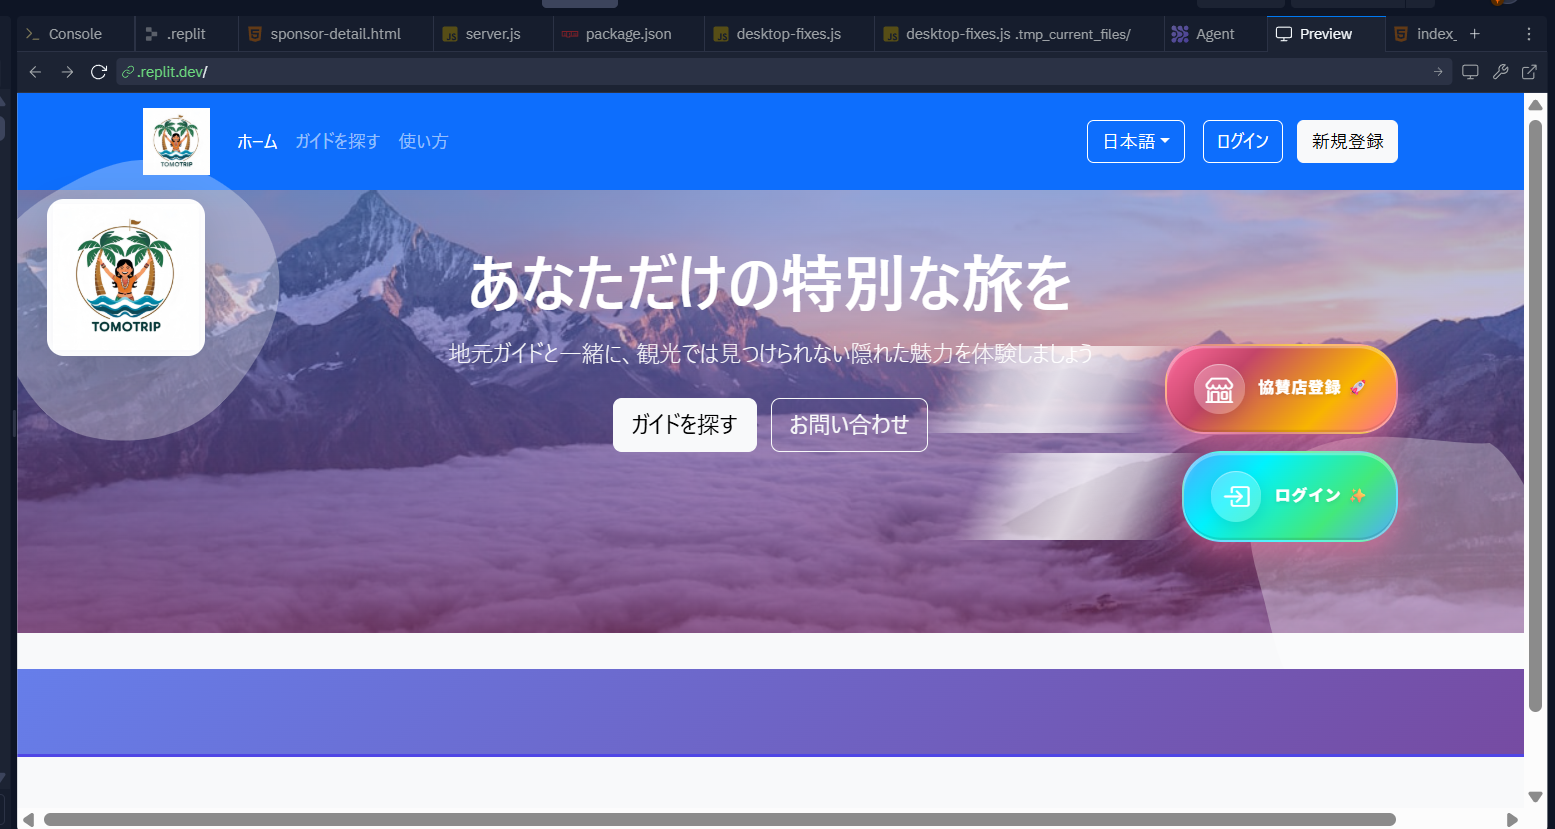 Console
.replit
sponsor-detail.html
server.js
package.json
desktop-fixes.js
desktop-fixes.js .tmp_current_files/
Agent
Preview
index_
.replit.dev/
TOMOTRIP
ホーム
ガイドを探す
使い方
日本語
ログイン
新規登録
TOMOTRIP
あなただけの特別な旅を
地元ガイドと一緒に、観光では見つけられない隠れた魅力を体験しましょう
ガイドを探す
お問い合わせ
協賛店登録 🚀
ログイン ✨